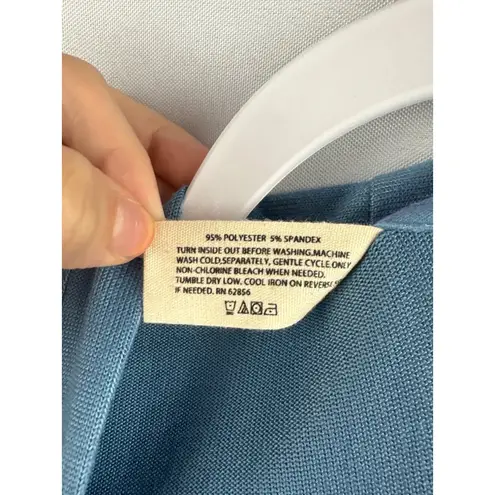 95% POLYESTER 5% SPANDEX
TURN INSIDE OUT BEFORE WASHING.MACHINE
WASH COLD,SEPARATELY, GENTLE CYCLE.ONLY
NON-CHLORINE BLEACH WHEN NEEDED.
TUMBLE DRY LOW. COOL IRON ON REVERSE
IF NEEDED. RN 62856